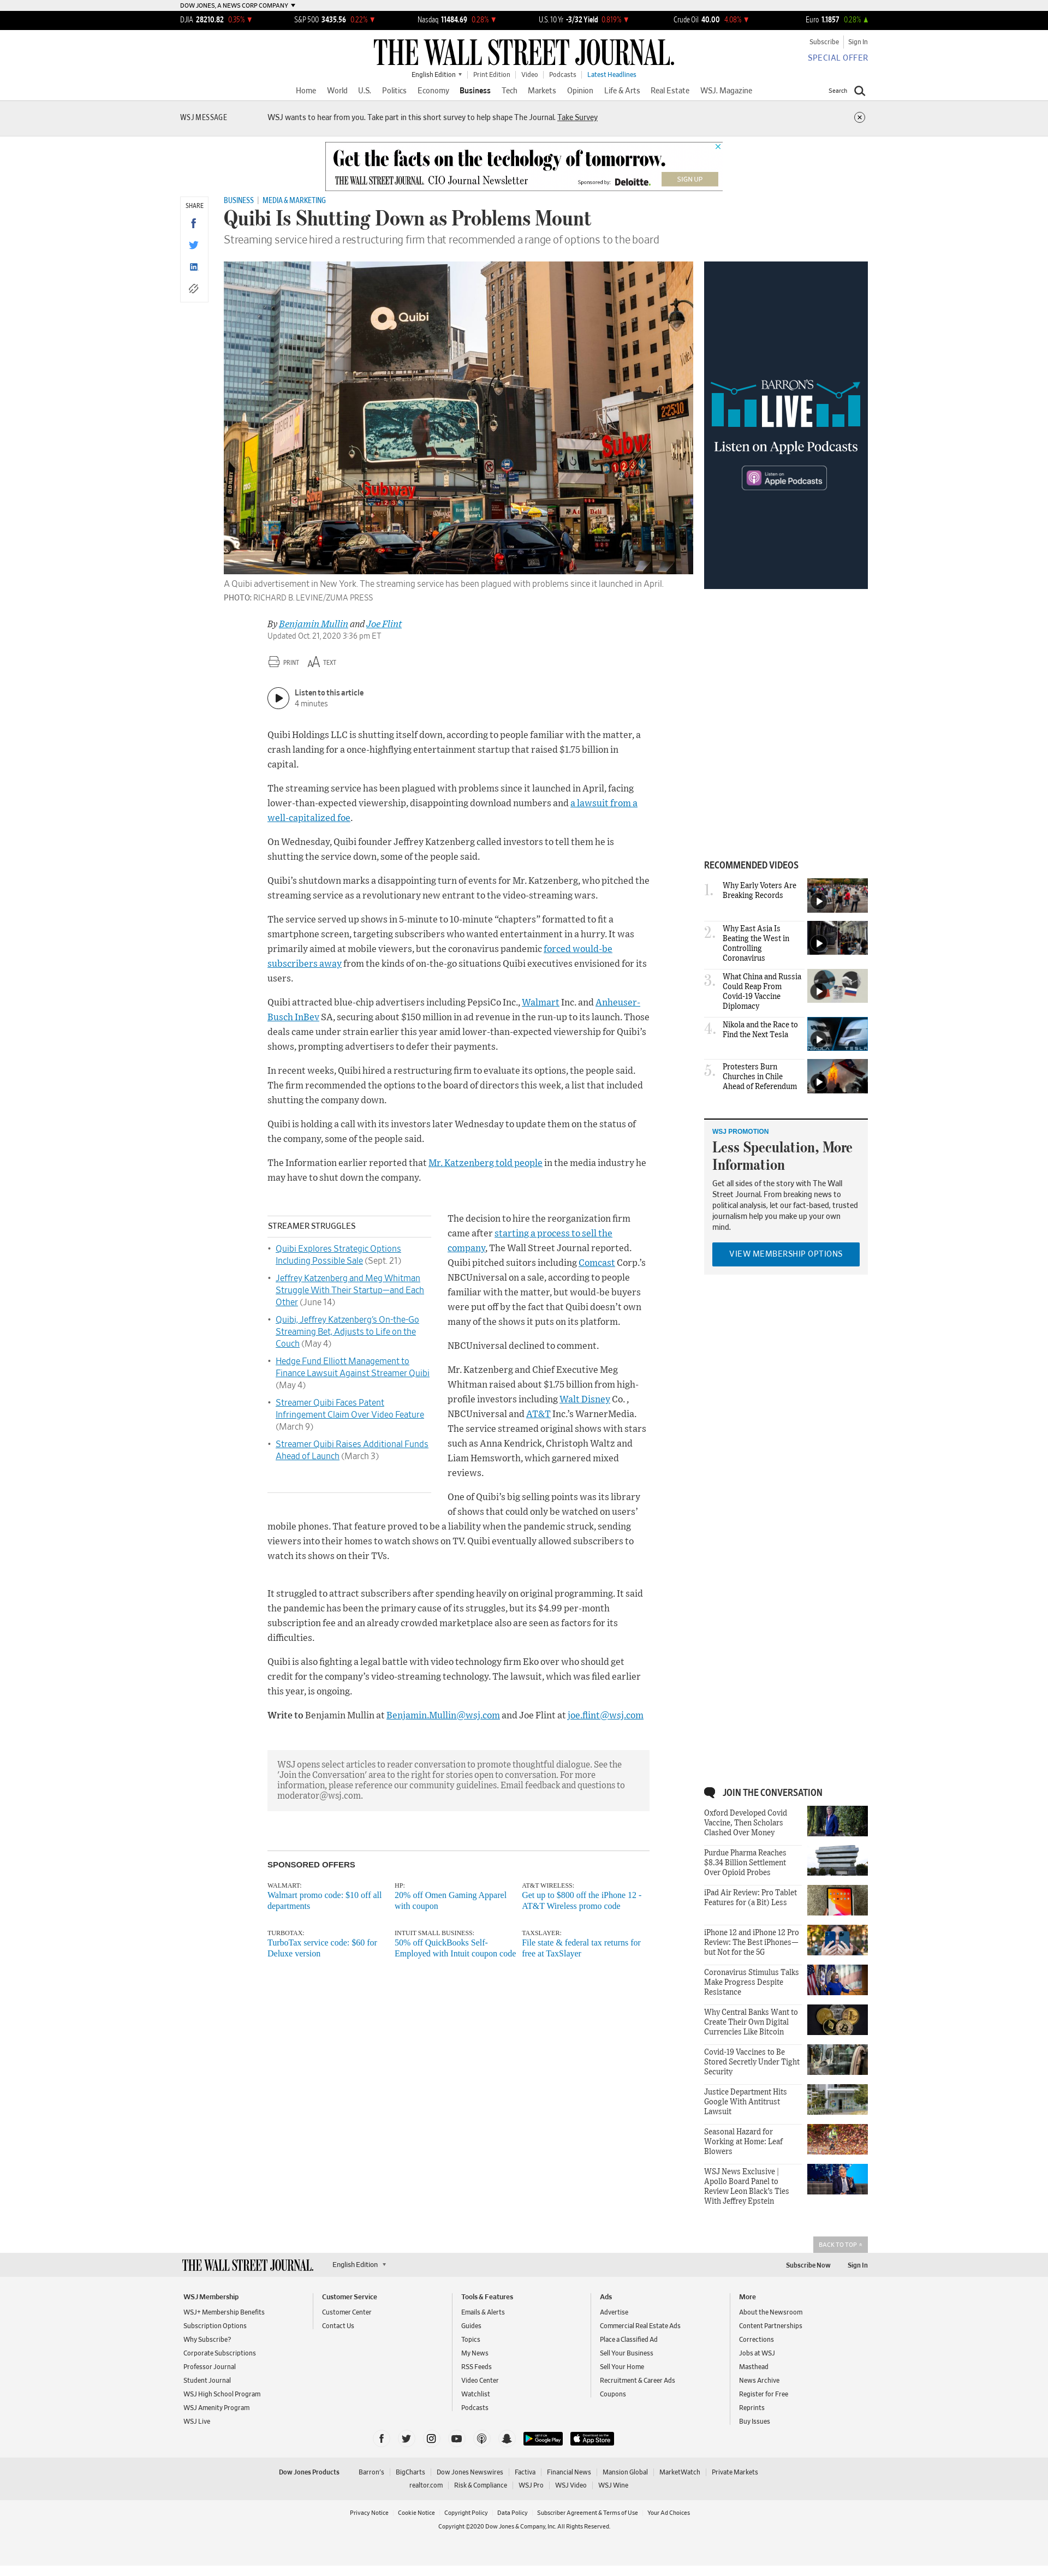 DOW JONES, A NEWS CORP COMPANY ▼
DJIA 28210.82 0.35% ▼ S&P 500 3435.56 0.22% ▼ Nasdaq 11484.69 0.28% ▼ U.S. 10 Yr -3/32 Yield 0.819% ▼ Crude Oil 40.00 -4.08% ▼ Euro 1.1857 0.28% ▲
THE WALL STREET JOURNAL.
Subscribe | Sign In
SPECIAL OFFER
English Edition ▼ | Print Edition | Video | Podcasts | Latest Headlines
Home World U.S. Politics Economy Business Tech Markets Opinion Life & Arts Real Estate WSJ. Magazine Search
WSJ MESSAGE WSJ wants to hear from you. Take part in this short survey to help shape The Journal. Take Survey
Get the facts on the techology of tomorrow.
THE WALL STREET JOURNAL. CIO Journal Newsletter Sponsored by: Deloitte. SIGN UP
SHARE
BUSINESS | MEDIA & MARKETING
Quibi Is Shutting Down as Problems Mount
Streaming service hired a restructuring firm that recommended a range of options to the board
Quibi
2:25:10
Subway
Subway
1 2 3
BARRON'S
LIVE
Listen on Apple Podcasts
Listen on
Apple Podcasts
A Quibi advertisement in New York. The streaming service has been plagued with problems since it launched in April.
PHOTO: RICHARD B. LEVINE/ZUMA PRESS
By Benjamin Mullin and Joe Flint
Updated Oct. 21, 2020 3:36 pm ET
PRINT AA TEXT
Listen to this article
4 minutes
Quibi Holdings LLC is shutting itself down, according to people familiar with the matter, a
crash landing for a once-highflying entertainment startup that raised $1.75 billion in
capital.
The streaming service has been plagued with problems since it launched in April, facing
lower-than-expected viewership, disappointing download numbers and a lawsuit from a
well-capitalized foe.
On Wednesday, Quibi founder Jeffrey Katzenberg called investors to tell them he is
shutting the service down, some of the people said.
Quibi's shutdown marks a disappointing turn of events for Mr. Katzenberg, who pitched the
streaming service as a revolutionary new entrant to the video-streaming wars.
The service served up shows in 5-minute to 10-minute “chapters” formatted to fit a
smartphone screen, targeting subscribers who wanted entertainment in a hurry. It was
primarily aimed at mobile viewers, but the coronavirus pandemic forced would-be
subscribers away from the kinds of on-the-go situations Quibi executives envisioned for its
users.
Quibi attracted blue-chip advertisers including PepsiCo Inc., Walmart Inc. and Anheuser-
Busch InBev SA, securing about $150 million in ad revenue in the run-up to its launch. Those
deals came under strain earlier this year amid lower-than-expected viewership for Quibi's
shows, prompting advertisers to defer their payments.
In recent weeks, Quibi hired a restructuring firm to evaluate its options, the people said.
The firm recommended the options to the board of directors this week, a list that included
shutting the company down.
Quibi is holding a call with its investors later Wednesday to update them on the status of
the company, some of the people said.
The Information earlier reported that Mr. Katzenberg told people in the media industry he
may have to shut down the company.
STREAMER STRUGGLES
• Quibi Explores Strategic Options
Including Possible Sale (Sept. 21)
• Jeffrey Katzenberg and Meg Whitman
Struggle With Their Startup—and Each
Other (June 14)
• Quibi, Jeffrey Katzenberg's On-the-Go
Streaming Bet, Adjusts to Life on the
Couch (May 4)
• Hedge Fund Elliott Management to
Finance Lawsuit Against Streamer Quibi
(May 4)
• Streamer Quibi Faces Patent
Infringement Claim Over Video Feature
(March 9)
• Streamer Quibi Raises Additional Funds
Ahead of Launch (March 3)
The decision to hire the reorganization firm
came after starting a process to sell the
company, The Wall Street Journal reported.
Quibi pitched suitors including Comcast Corp.'s
NBCUniversal on a sale, according to people
familiar with the matter, but would-be buyers
were put off by the fact that Quibi doesn't own
many of the shows it puts on its platform.
NBCUniversal declined to comment.
Mr. Katzenberg and Chief Executive Meg
Whitman raised about $1.75 billion from high-
profile investors including Walt Disney Co. ,
NBCUniversal and AT&T Inc.'s WarnerMedia.
The service streamed original shows with stars
such as Anna Kendrick, Christoph Waltz and
Liam Hemsworth, which garnered mixed
reviews.
One of Quibi's big selling points was its library
of shows that could only be watched on users'
mobile phones. That feature proved to be a liability when the pandemic struck, sending
viewers into their homes to watch shows on TV. Quibi eventually allowed subscribers to
watch its shows on their TVs.
It struggled to attract subscribers after spending heavily on original programming. It said
the pandemic has been the primary cause of its struggles, but its $4.99 per-month
subscription fee and an already crowded marketplace also are seen as factors for its
difficulties.
Quibi is also fighting a legal battle with video technology firm Eko over who should get
credit for the company's video-streaming technology. The lawsuit, which was filed earlier
this year, is ongoing.
Write to Benjamin Mullin at Benjamin.Mullin@wsj.com and Joe Flint at joe.flint@wsj.com
WSJ opens select articles to reader conversation to promote thoughtful dialogue. See the
'Join the Conversation' area to the right for stories open to conversation. For more
information, please reference our community guidelines. Email feedback and questions to
moderator@wsj.com.
SPONSORED OFFERS
WALMART:
Walmart promo code: $10 off all
departments
HP:
20% off Omen Gaming Apparel
with coupon
AT&T WIRELESS:
Get up to $800 off the iPhone 12 -
AT&T Wireless promo code
TURBOTAX:
TurboTax service code: $60 for
Deluxe version
INTUIT SMALL BUSINESS:
50% off QuickBooks Self-
Employed with Intuit coupon code
TAXSLAYER:
File state & federal tax returns for
free at TaxSlayer
RECOMMENDED VIDEOS
1. Why Early Voters Are
Breaking Records
2. Why East Asia Is
Beating the West in
Controlling
Coronavirus
3. What China and Russia
Could Reap From
Covid-19 Vaccine
Diplomacy
4. Nikola and the Race to
Find the Next Tesla
5. Protesters Burn
Churches in Chile
Ahead of Referendum
WSJ PROMOTION
Less Speculation, More
Information
Get all sides of the story with The Wall
Street Journal. From breaking news to
political analysis, let our fact-based, trusted
journalism help you make up your own
mind.
VIEW MEMBERSHIP OPTIONS
JOIN THE CONVERSATION
Oxford Developed Covid
Vaccine, Then Scholars
Clashed Over Money
Purdue Pharma Reaches
$8.34 Billion Settlement
Over Opioid Probes
iPad Air Review: Pro Tablet
Features for (a Bit) Less
iPhone 12 and iPhone 12 Pro
Review: The Best iPhones—
but Not for the 5G
Coronavirus Stimulus Talks
Make Progress Despite
Resistance
Why Central Banks Want to
Create Their Own Digital
Currencies Like Bitcoin
Covid-19 Vaccines to Be
Stored Secretly Under Tight
Security
Justice Department Hits
Google With Antitrust
Lawsuit
Seasonal Hazard for
Working at Home: Leaf
Blowers
WSJ News Exclusive |
Apollo Board Panel to
Review Leon Black's Ties
With Jeffrey Epstein
BACK TO TOP ^
THE WALL STREET JOURNAL. English Edition ▼ Subscribe Now Sign In
WSJ Membership
WSJ+ Membership Benefits
Subscription Options
Why Subscribe?
Corporate Subscriptions
Professor Journal
Student Journal
WSJ High School Program
WSJ Amenity Program
WSJ Live
Customer Service
Customer Center
Contact Us
Tools & Features
Emails & Alerts
Guides
Topics
My News
RSS Feeds
Video Center
Watchlist
Podcasts
Ads
Advertise
Commercial Real Estate Ads
Place a Classified Ad
Sell Your Business
Sell Your Home
Recruitment & Career Ads
Coupons
More
About the Newsroom
Content Partnerships
Corrections
Jobs at WSJ
Masthead
News Archive
Register for Free
Reprints
Buy Issues
Google Play App Store
Dow Jones Products Barron's | BigCharts | Dow Jones Newswires | Factiva | Financial News | Mansion Global | MarketWatch | Private Markets
realtor.com | Risk & Compliance | WSJ Pro | WSJ Video | WSJ Wine
Privacy Notice Cookie Notice Copyright Policy Data Policy Subscriber Agreement & Terms of Use Your Ad Choices
Copyright ©2020 Dow Jones & Company, Inc. All Rights Reserved.